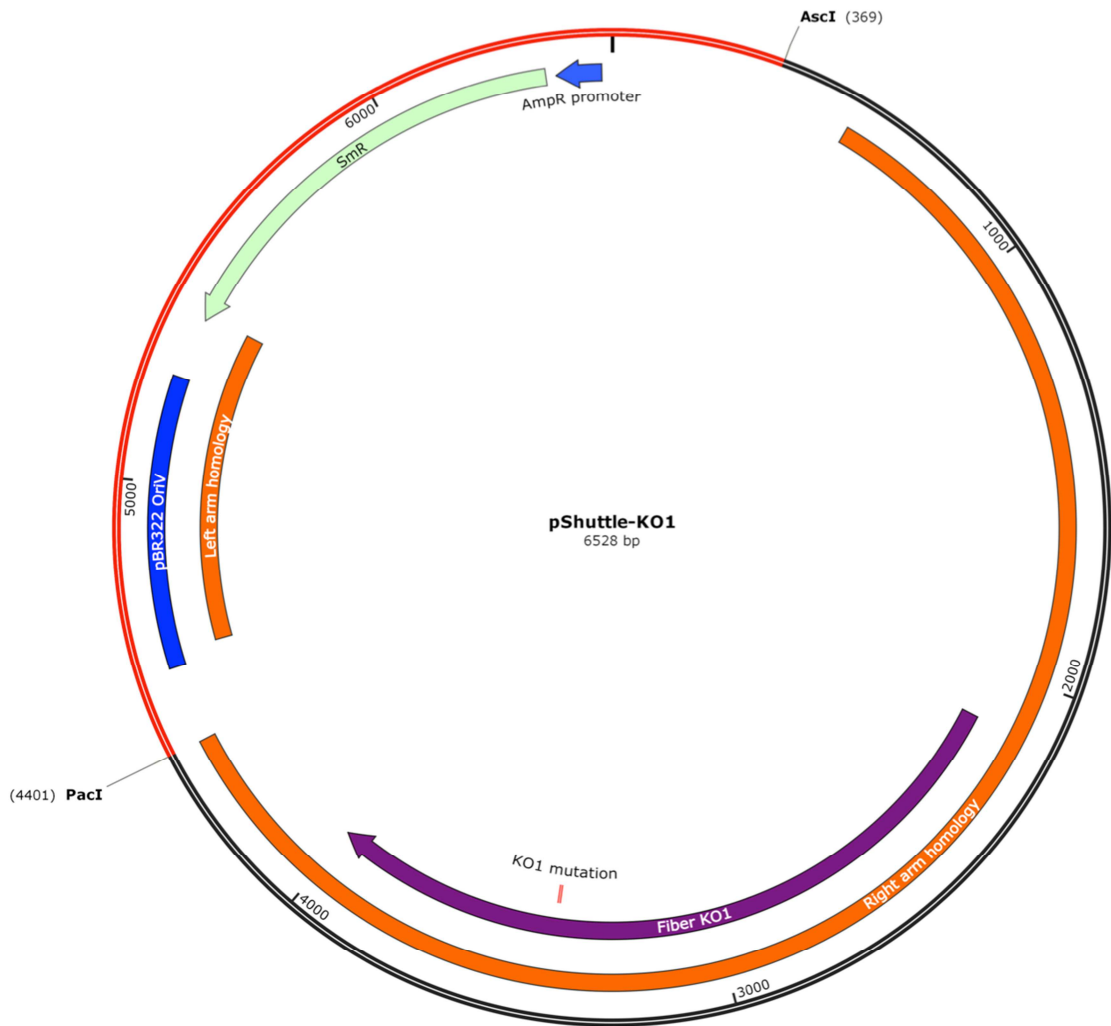 AscI (369)
AmpR promoter
6000
SmR
1000
Left arm homology
5000
pBR322 OriV
pShuttle-KO1
6528 bp
2000
(4401) PacI
KO1 mutation
Right arm homology
Fiber KO1
4000
3000